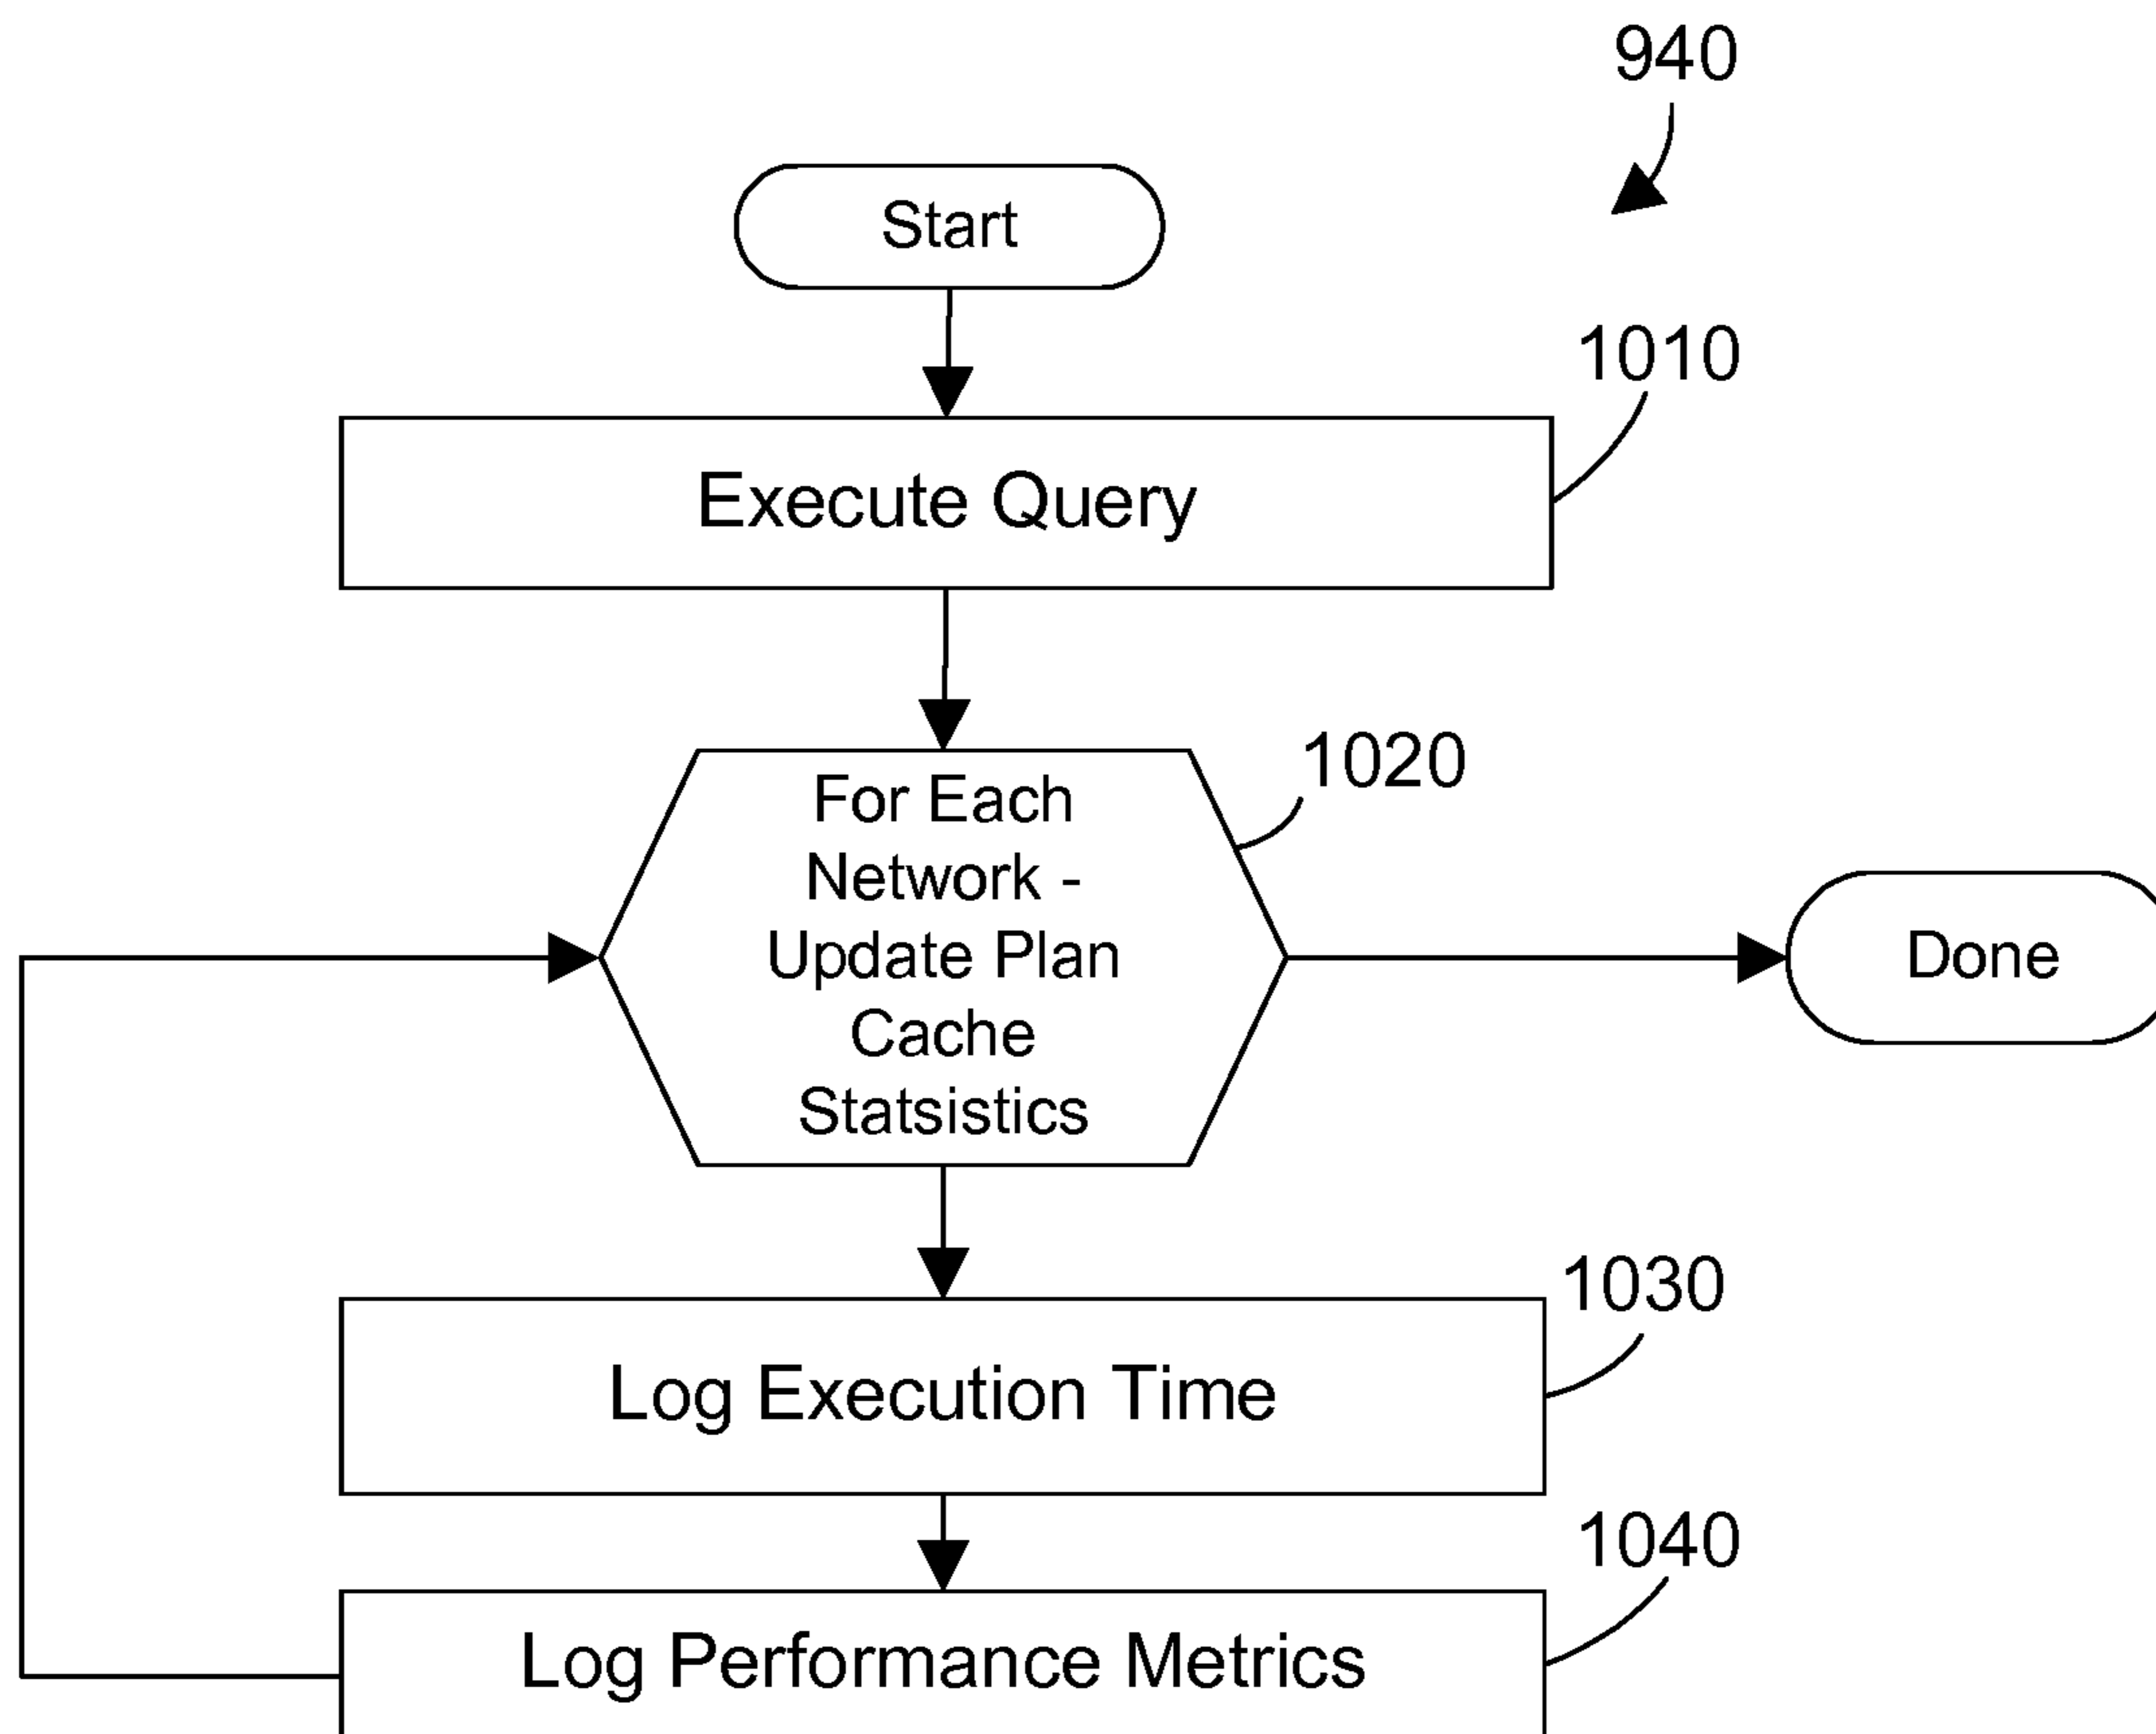 940
Start
1010
Execute Query
1020
For Each
Network -
Update Plan
Cache
Statsistics
Done
1030
Log Execution Time
1040
Log Performance Metrics